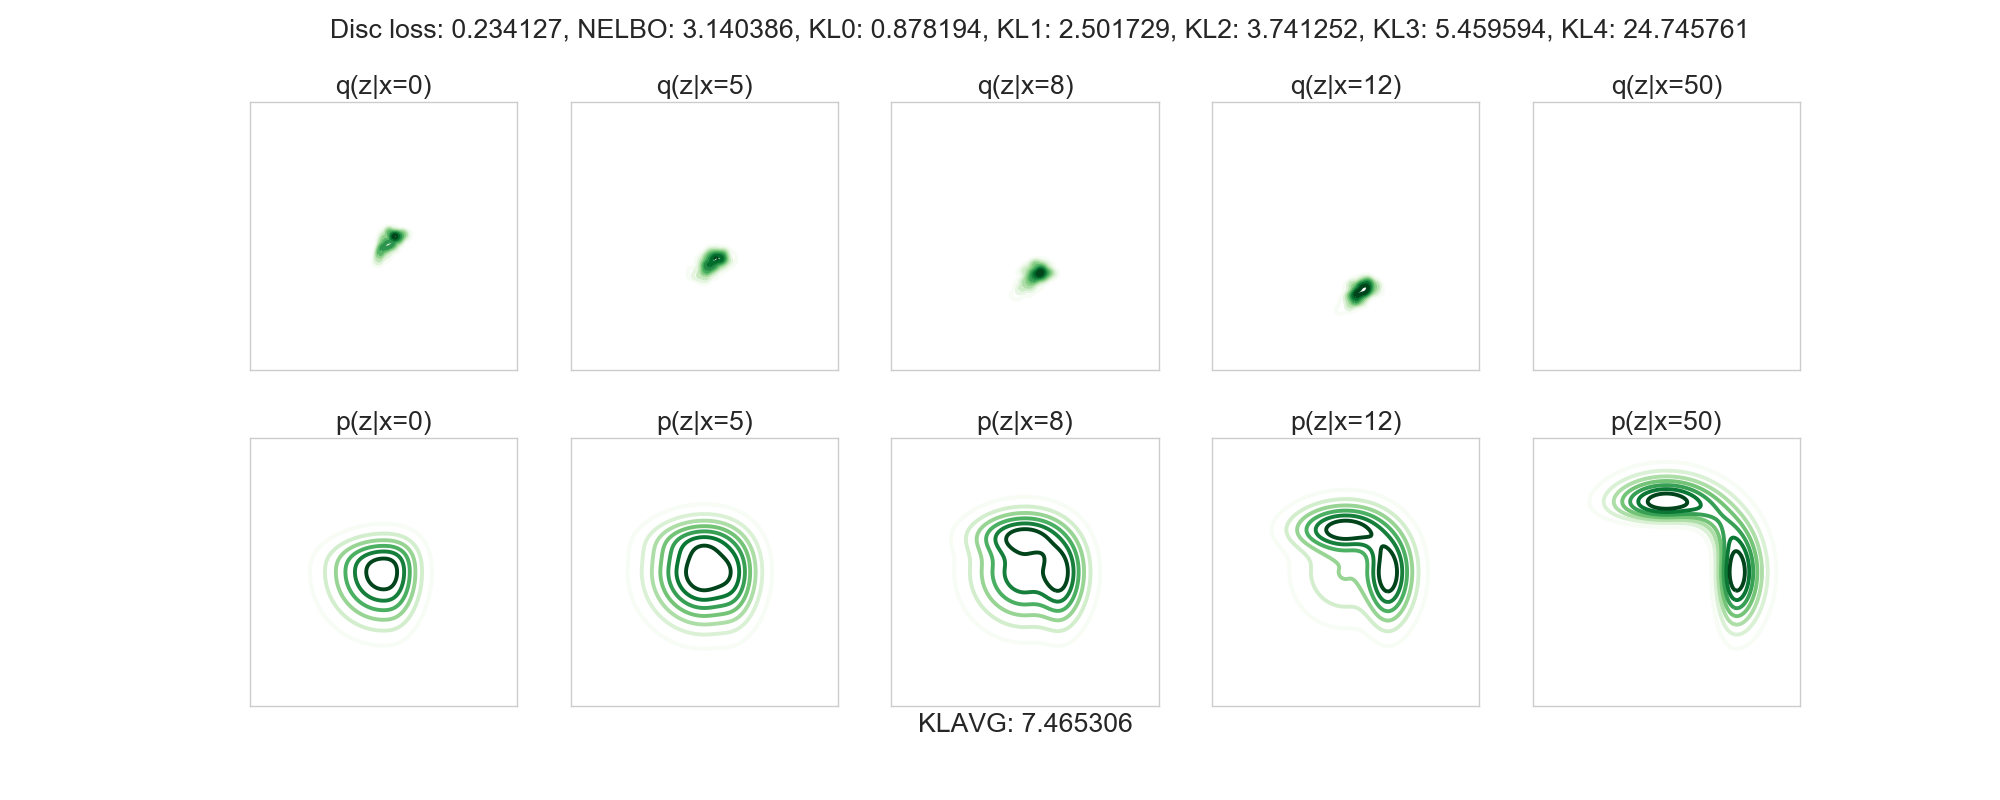 Disc loss: 0.234127, NELBO: 3.140386, KL0: 0.878194, KL1: 2.501729, KL2: 3.741252, KL3: 5.459594, KL4: 24.745761
q(z|x=0) q(z|x=5) q(z|x=8) q(z|x=12) q(z|x=50)
p(z|x=0) p(z|x=5) p(z|x=8) p(z|x=12) p(z|x=50)
KLAVG: 7.465306